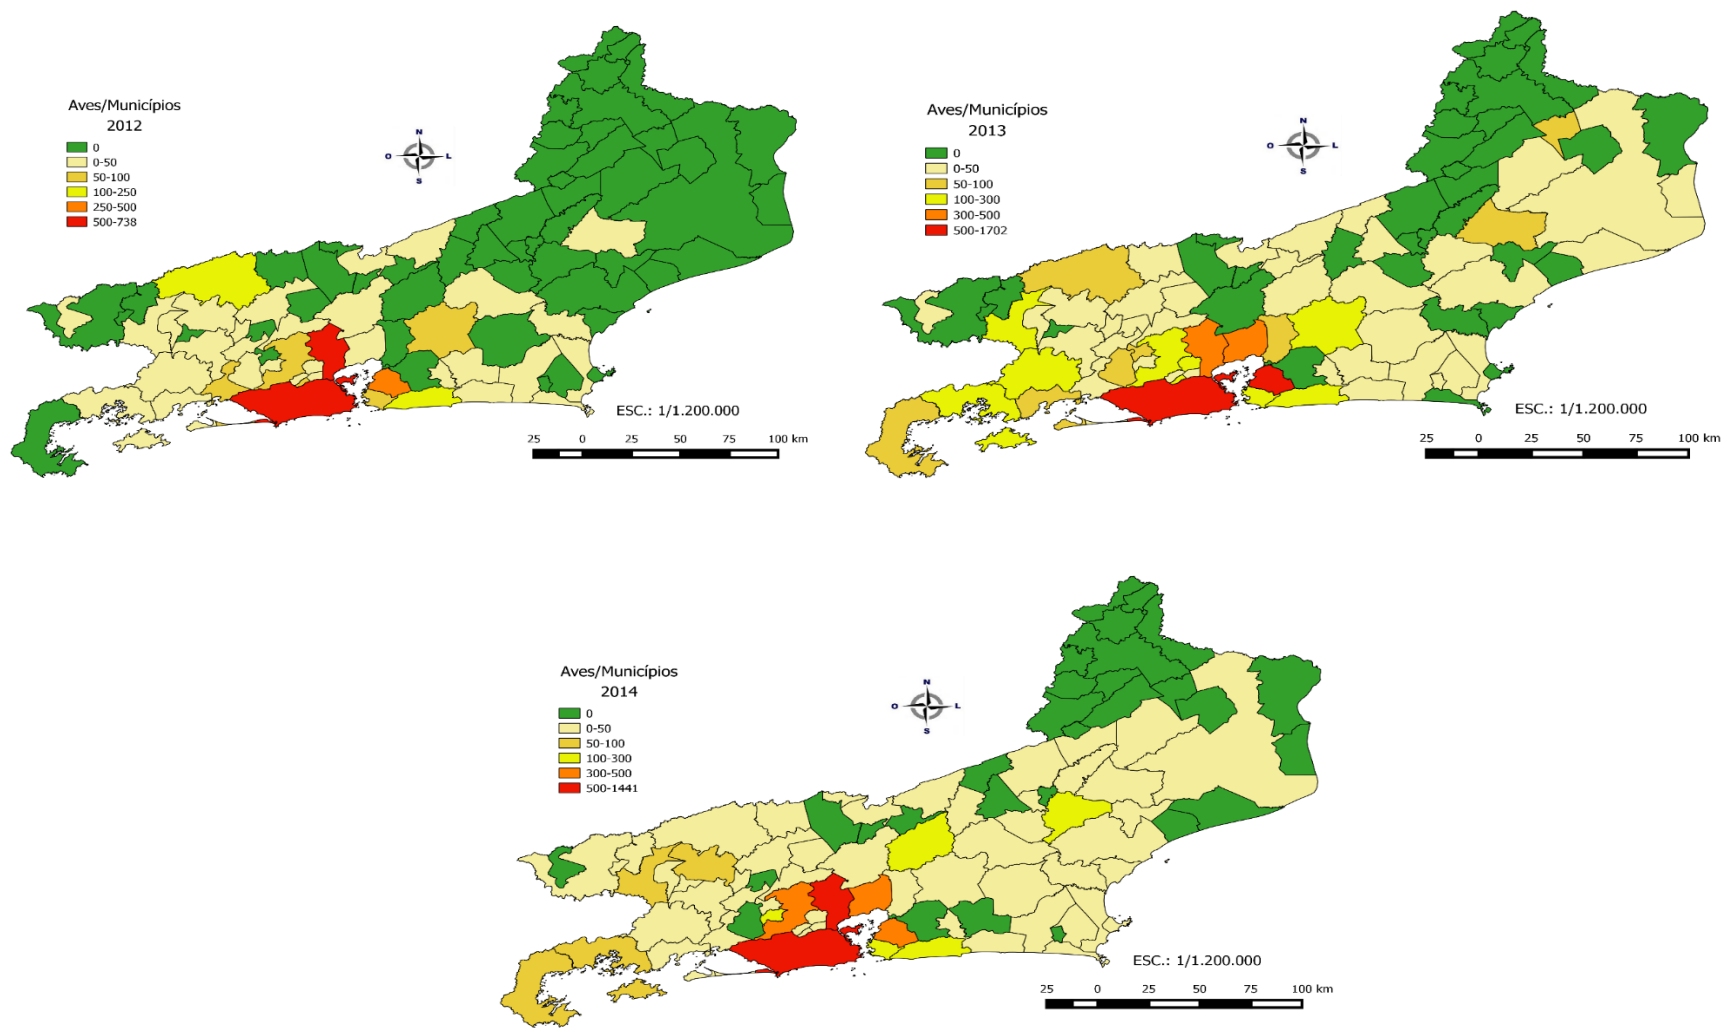 Aves/Municípios
2012
0
0-50
50-100
100-250
250-500
500-738
N
O
L
S
ESC.: 1/1.200.000
25 0 25 50 75 100 km
Aves/Municípios
2013
0
0-50
50-100
100-300
300-500
500-1702
N
O
L
S
ESC.: 1/1.200.000
25 0 25 50 75 100 km
Aves/Municípios
2014
0
0-50
50-100
100-300
300-500
500-1441
N
O
L
S
ESC.: 1/1.200.000
25 0 25 50 75 100 km